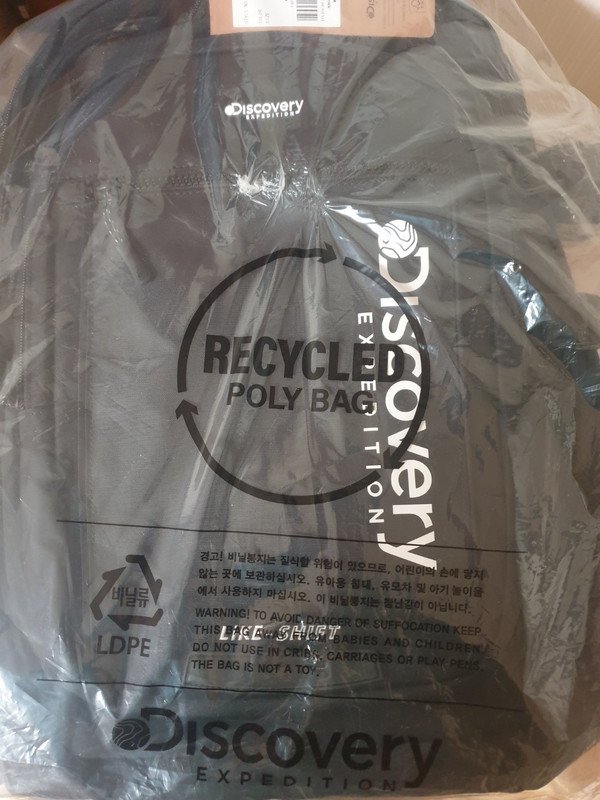 Discovery
EXPEDITION
Discovery
EXPEDITION
RECYCLED
POLY BAG
경고! 비닐봉지는 질식할 위험이 있으므로, 어린이의 손에 닿지
않는 곳에 보관하십시오. 유아용 침대, 유모차 및 아기 놀이울
에서 사용하지 마십시오. 이 비닐봉지는 장난감이 아닙니다.
비닐류
LDPE
WARNING! TO AVOID DANGER OF SUFFOCATION KEEP
THIS BAG AWAY FROM BABIES AND CHILDREN.
DO NOT USE IN CRIBS, CARRIAGES OR PLAY PENS.
THE BAG IS NOT A TOY.
LIKE SHIFT
Discovery
EXPEDITION